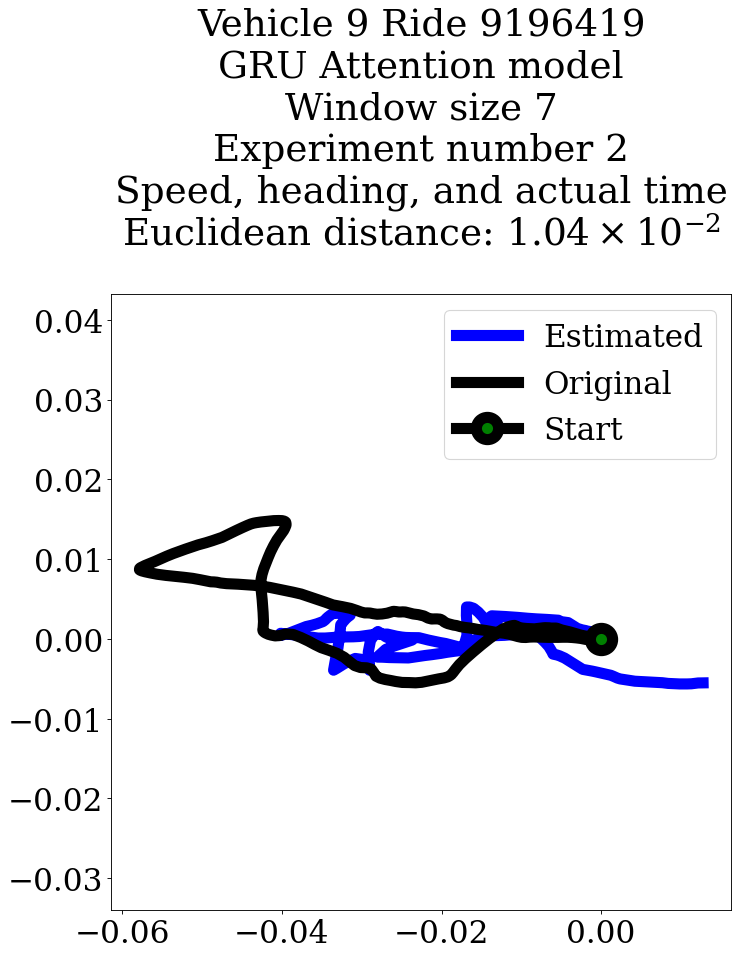 Vehicle 9 Ride 9196419
GRU Attention model
Window size 7
Experiment number 2
Speed, heading, and actual time
Euclidean distance: 1.04 × 10⁻²
Estimated
Original
Start
0.04
0.03
0.02
0.01
0.00
−0.01
−0.02
−0.03
−0.06
−0.04
−0.02
0.00